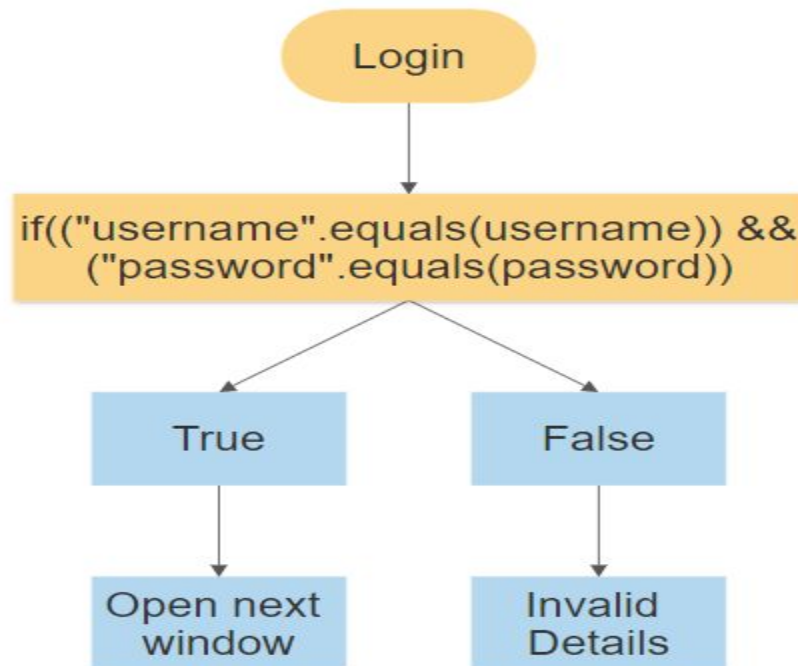 Login
if(("username".equals(username)) &&
("password".equals(password))
True
False
Open next
window
Invalid
Details